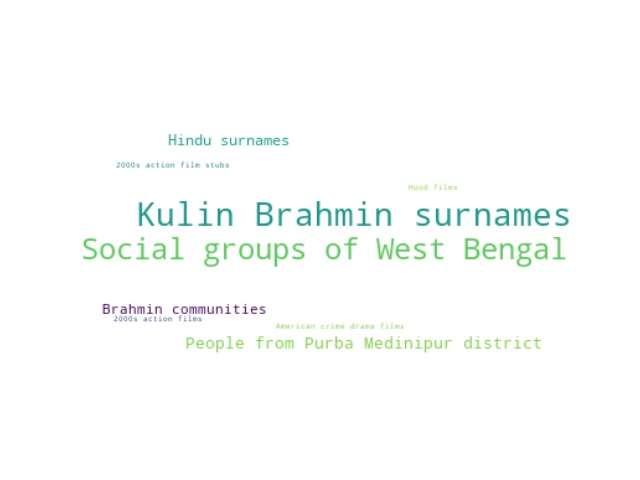 Hindu surnames
2000s action film stubs
Hood films
Kulin Brahmin surnames
Social groups of West Bengal
Brahmin communities
2000s action films
American crime drama films
People from Purba Medinipur district